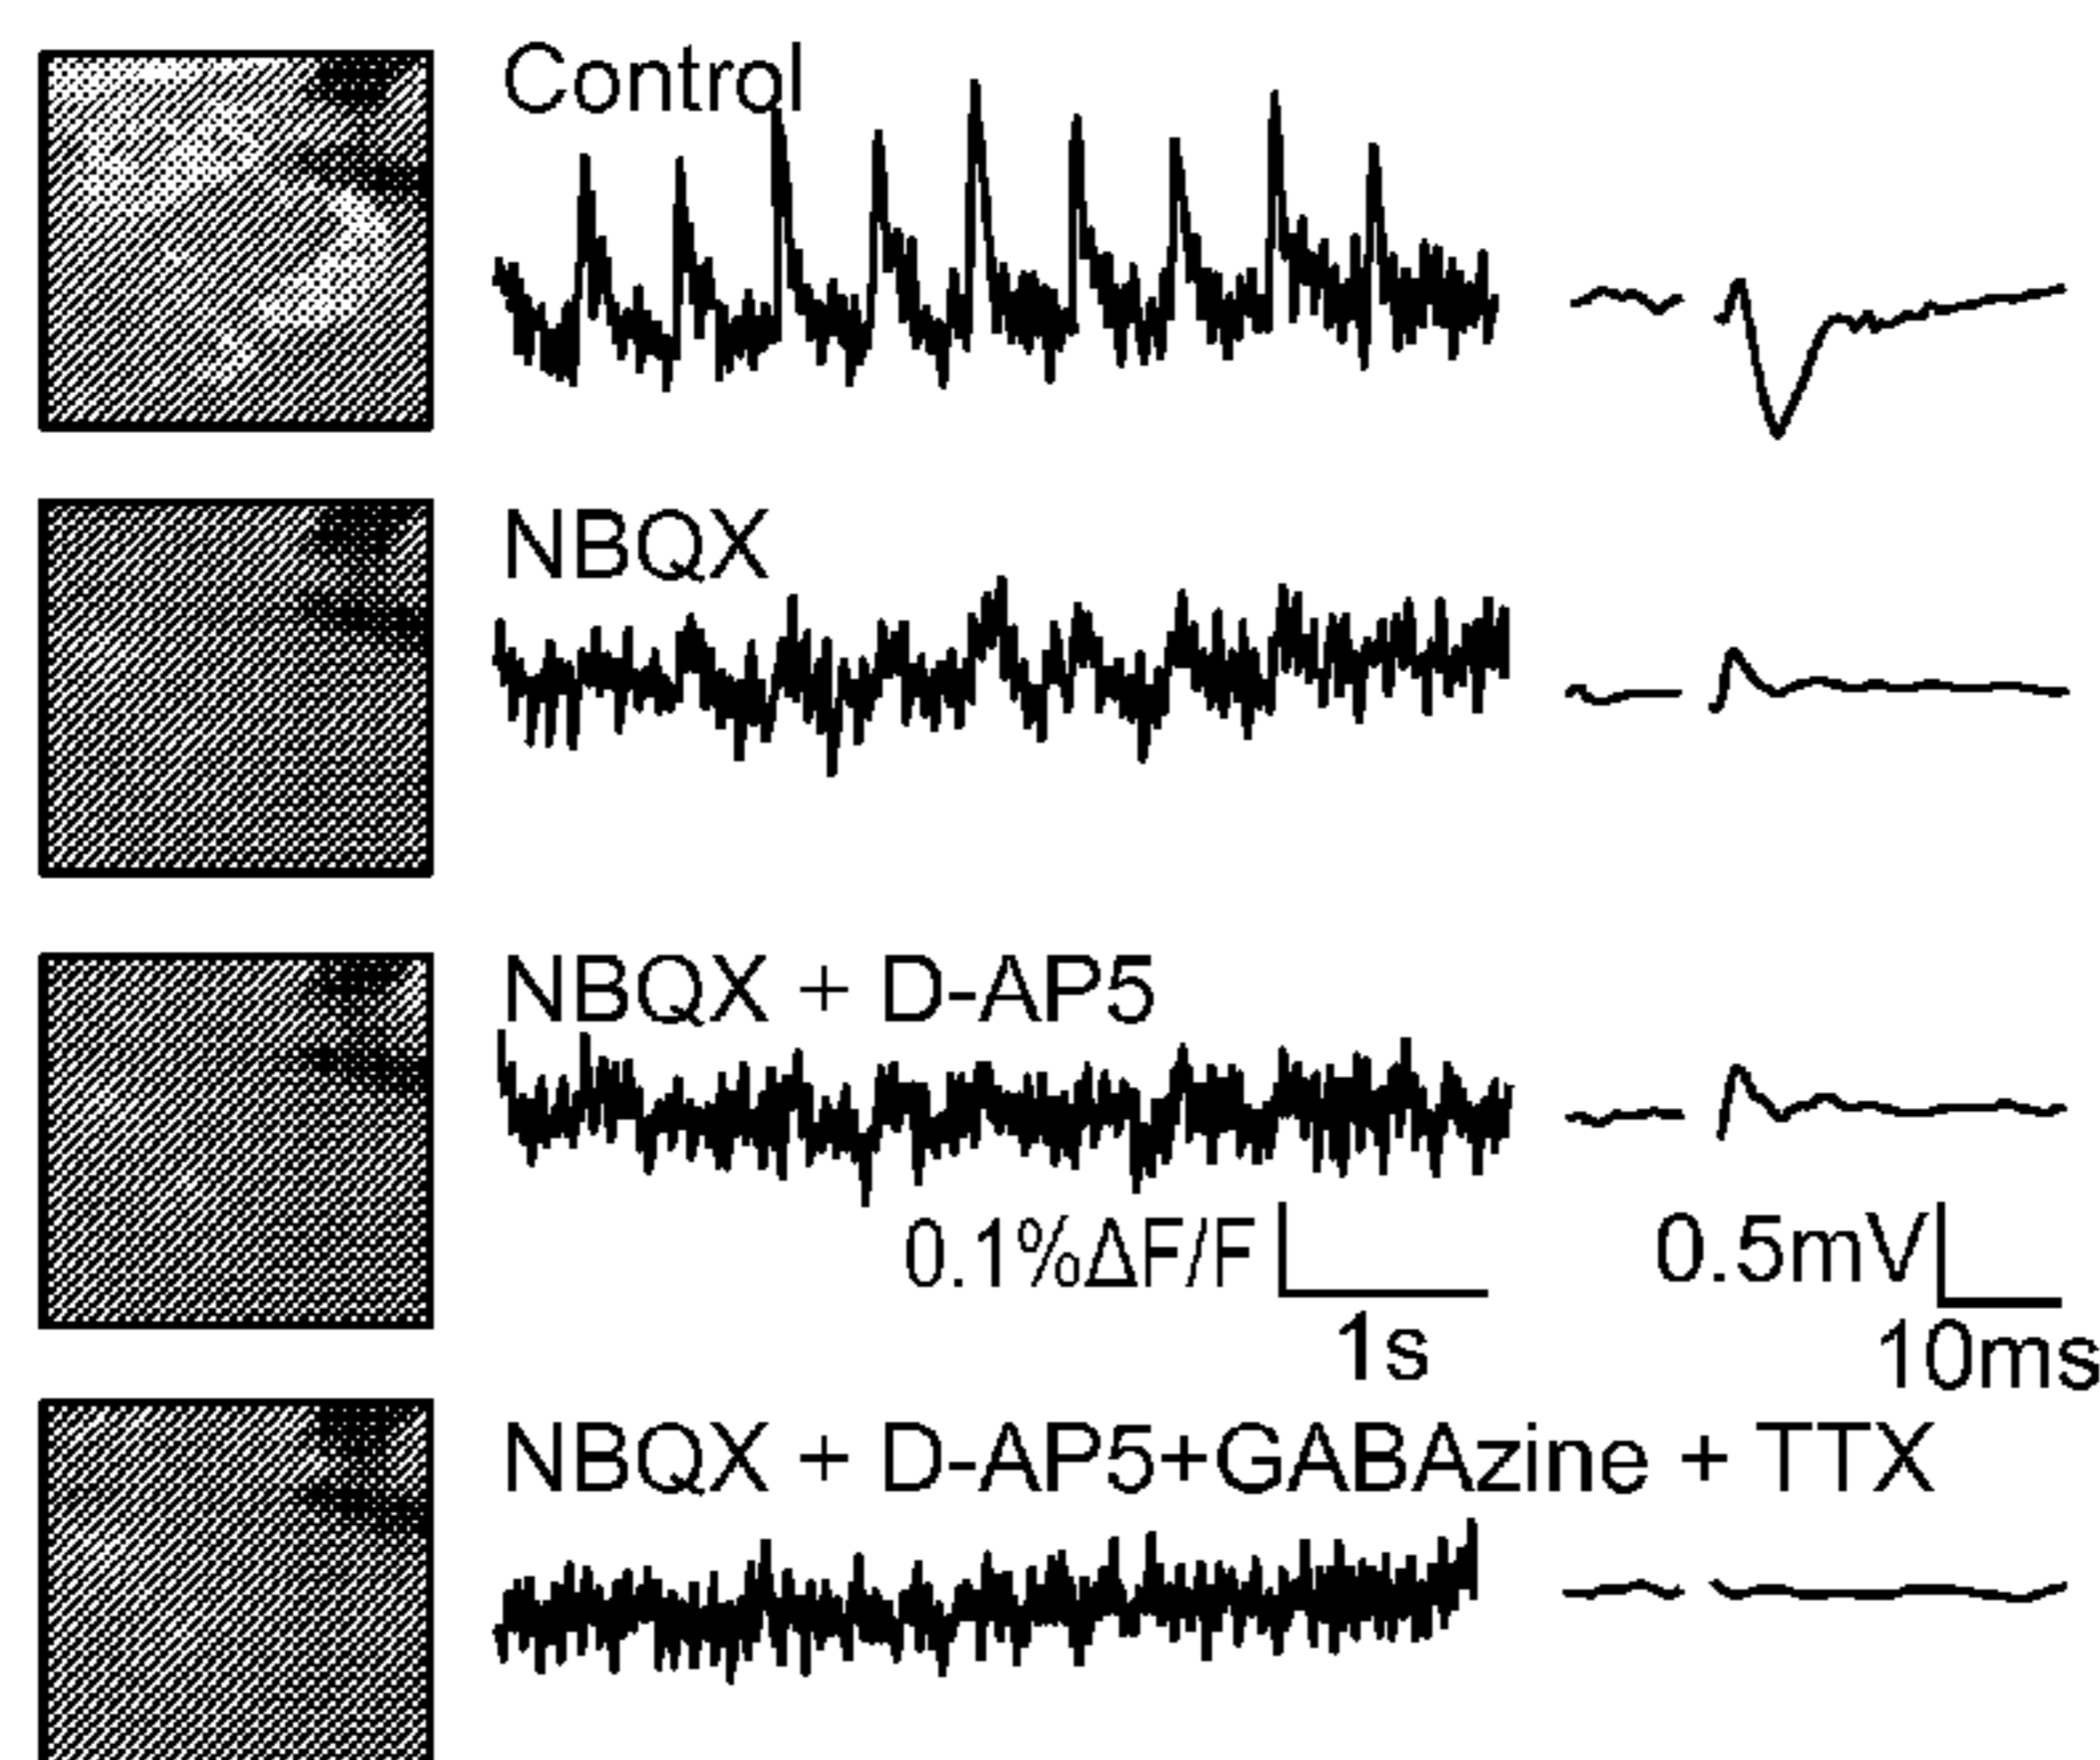 Control
NBQX
NBQX + D-AP5
0.1%ΔF/F
1s
0.5mV
10ms
NBQX + D-AP5+GABAzine + TTX